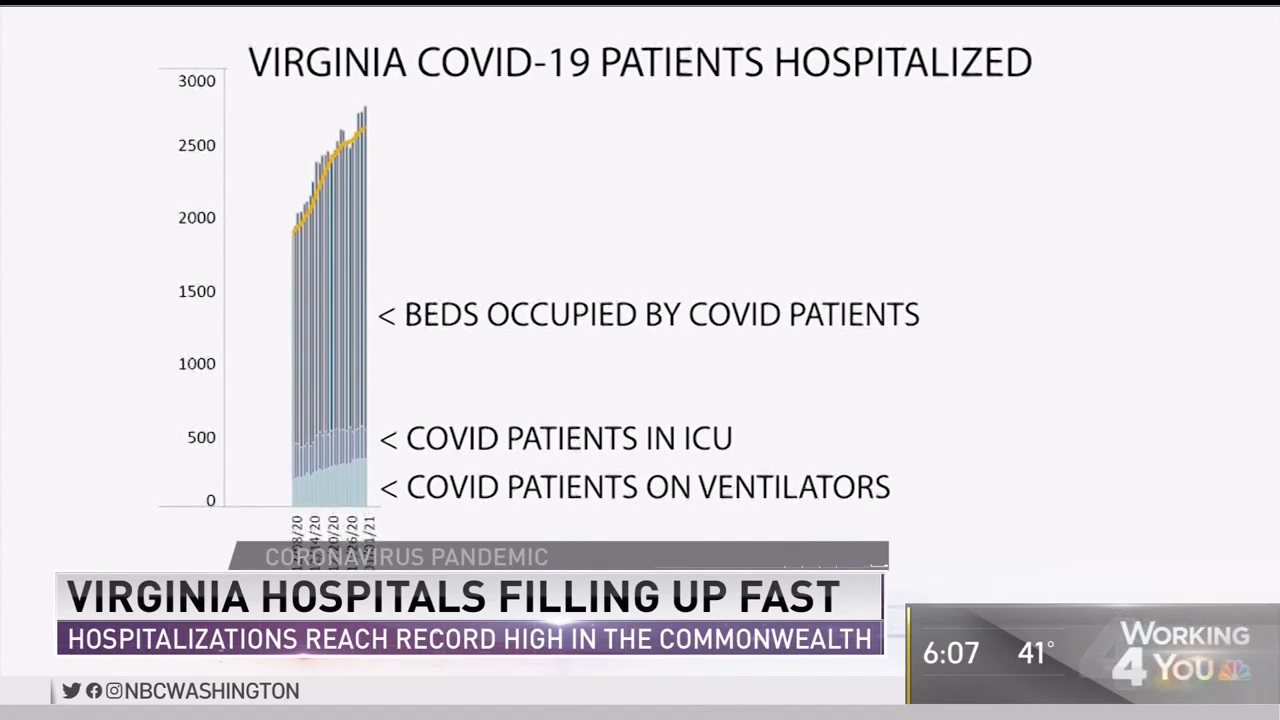 VIRGINIA COVID-19 PATIENTS HOSPITALIZED
3000
2500
2000
1500
1000
500
0
< BEDS OCCUPIED BY COVID PATIENTS
< COVID PATIENTS IN ICU
< COVID PATIENTS ON VENTILATORS
CORONAVIRUS PANDEMIC
VIRGINIA HOSPITALS FILLING UP FAST
HOSPITALIZATIONS REACH RECORD HIGH IN THE COMMONWEALTH
6:07 41°
WORKING
4 YOU
@NBCWASHINGTON